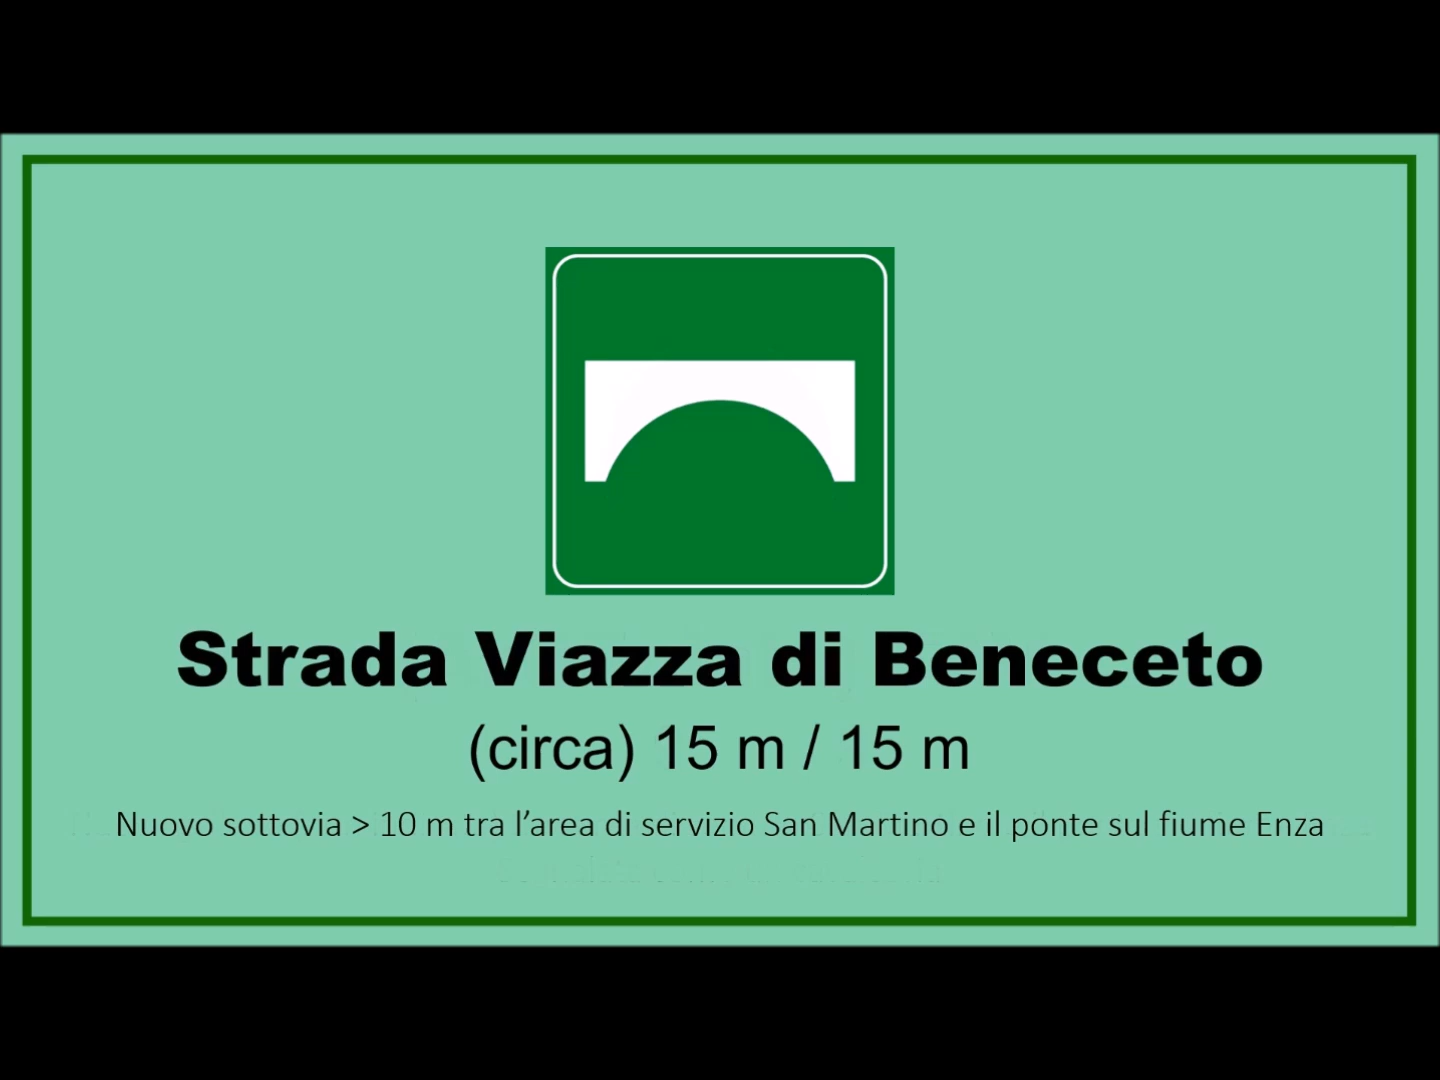 Strada Viazza di Beneceto
(circa) 15 m / 15 m
Nuovo sottovia > 10 m tra l’area di servizio San Martino e il ponte sul fiume Enza